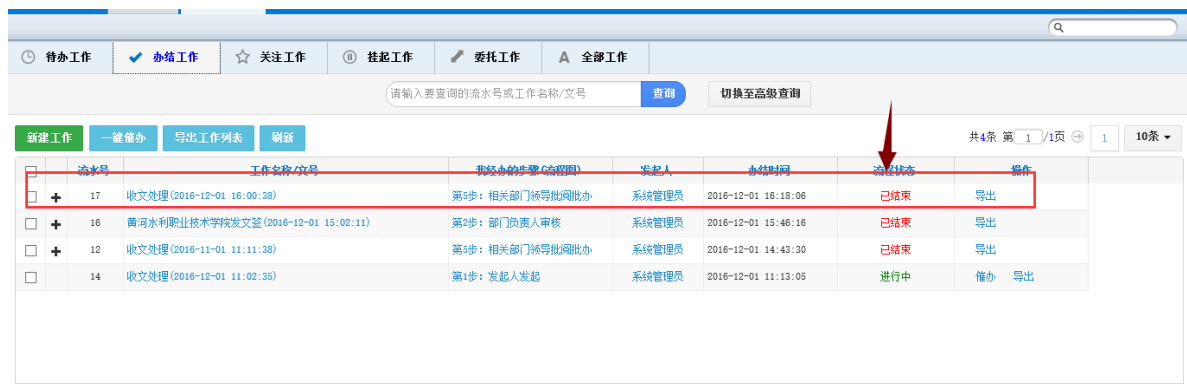 待办工作 办结工作 关注工作 挂起工作 委托工作 A 全部工作
请输入要查询的流水号或工作名称/文号 查询 切换至高级查询
新建工作 一键催办 导出工作列表 刷新 共4条 第 1 /1页 1 10条
流水号 工作名称/文号 我经办的步骤(流程图) 发起人 办结时间 流程状态 操作
17 收文处理(2016-12-01 16:00:38) 第5步: 相关部门领导批阅批办 系统管理员 2016-12-01 16:18:06 已结束 导出
16 黄河水利职业技术学院发文签(2016-12-01 15:02:11) 第2步: 部门负责人审核 系统管理员 2016-12-01 15:46:16 已结束 导出
12 收文处理(2016-11-01 11:11:38) 第5步: 相关部门领导批阅批办 系统管理员 2016-12-01 14:43:30 已结束 导出
14 收文处理(2016-12-01 11:02:35) 第1步: 发起人发起 系统管理员 2016-12-01 11:13:05 进行中 催办 导出